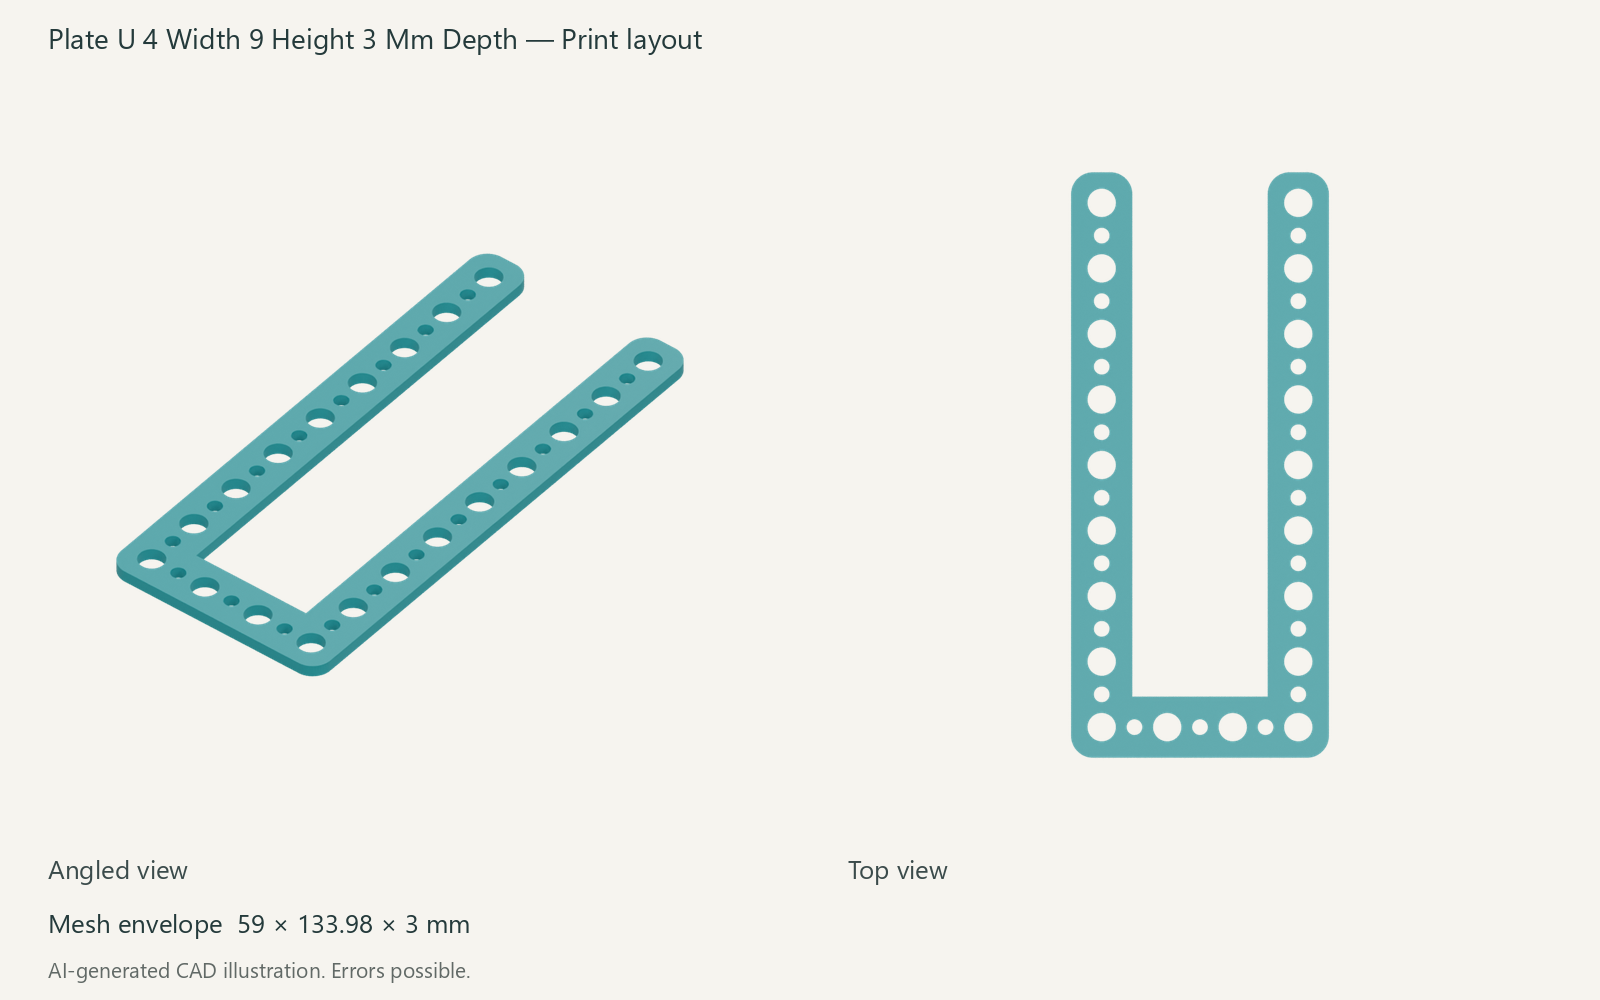 Plate U 4 Width 9 Height 3 Mm Depth — Print layout
Angled view
Top view
Mesh envelope  59 × 133.98 × 3 mm
AI-generated CAD illustration. Errors possible.